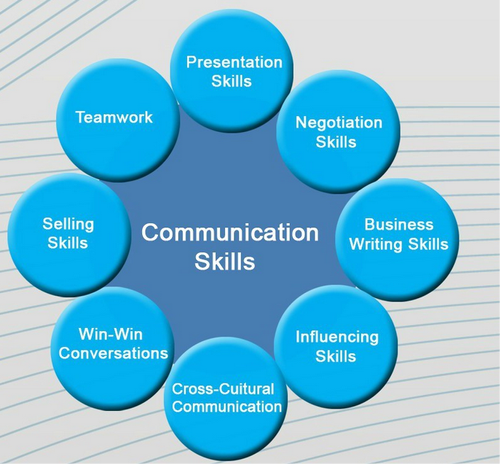 Presentation
Skills
Negotiation
Skills
Business
Writing Skills
Influencing
Skills
Cross-Cuitural
Communication
Win-Win
Conversations
Selling
Skills
Teamwork
Communication
Skills